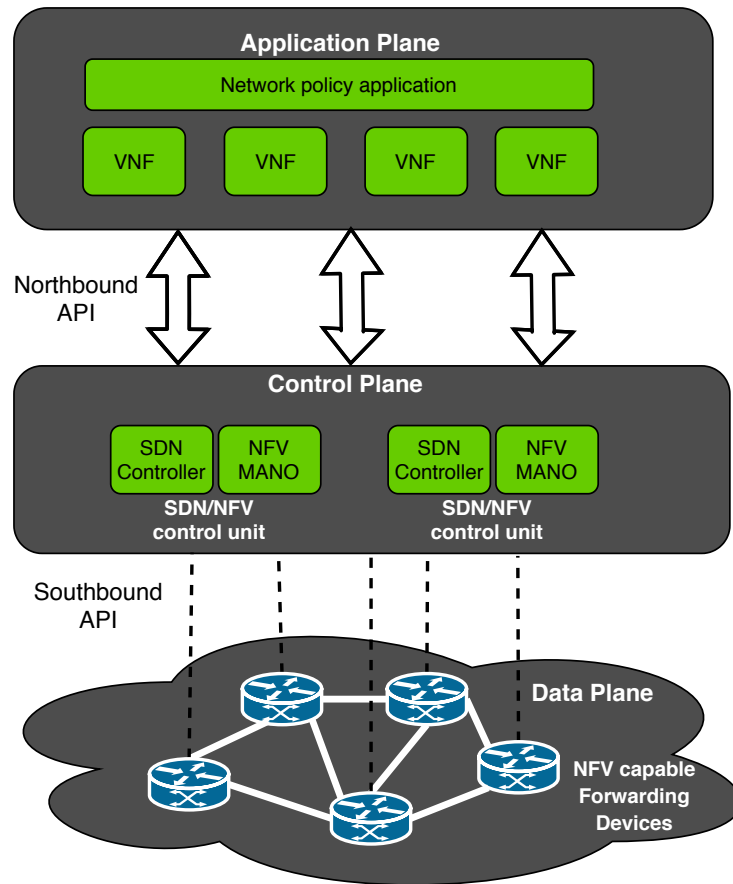 Application Plane
Network policy application
VNF
VNF
VNF
VNF
Northbound
API
Control Plane
SDN
Controller
NFV
MANO
SDN
Controller
NFV
MANO
SDN/NFV
control unit
SDN/NFV
control unit
Southbound
API
Data Plane
NFV capable
Forwarding
Devices